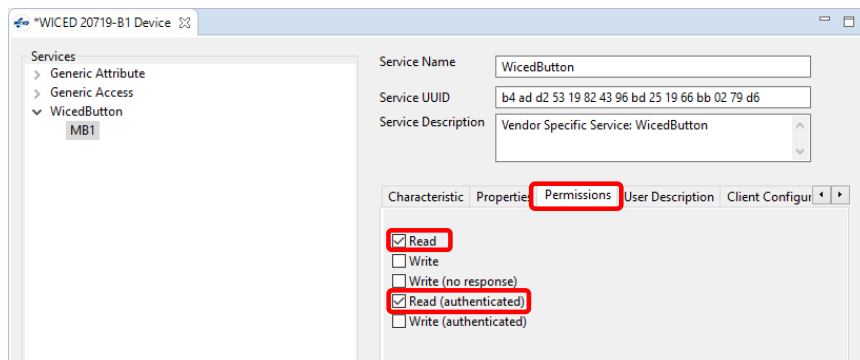 *WICED 20719-B1 Device
Services
Generic Attribute
Generic Access
WicedButton
MB1
Service Name
WicedButton
Service UUID
b4 ad d2 53 19 82 43 96 bd 25 19 66 bb 02 79 d6
Service Description
Vendor Specific Service: WicedButton
Characteristic Properties Permissions User Description Client Configur
Read
Write
Write (no response)
Read (authenticated)
Write (authenticated)